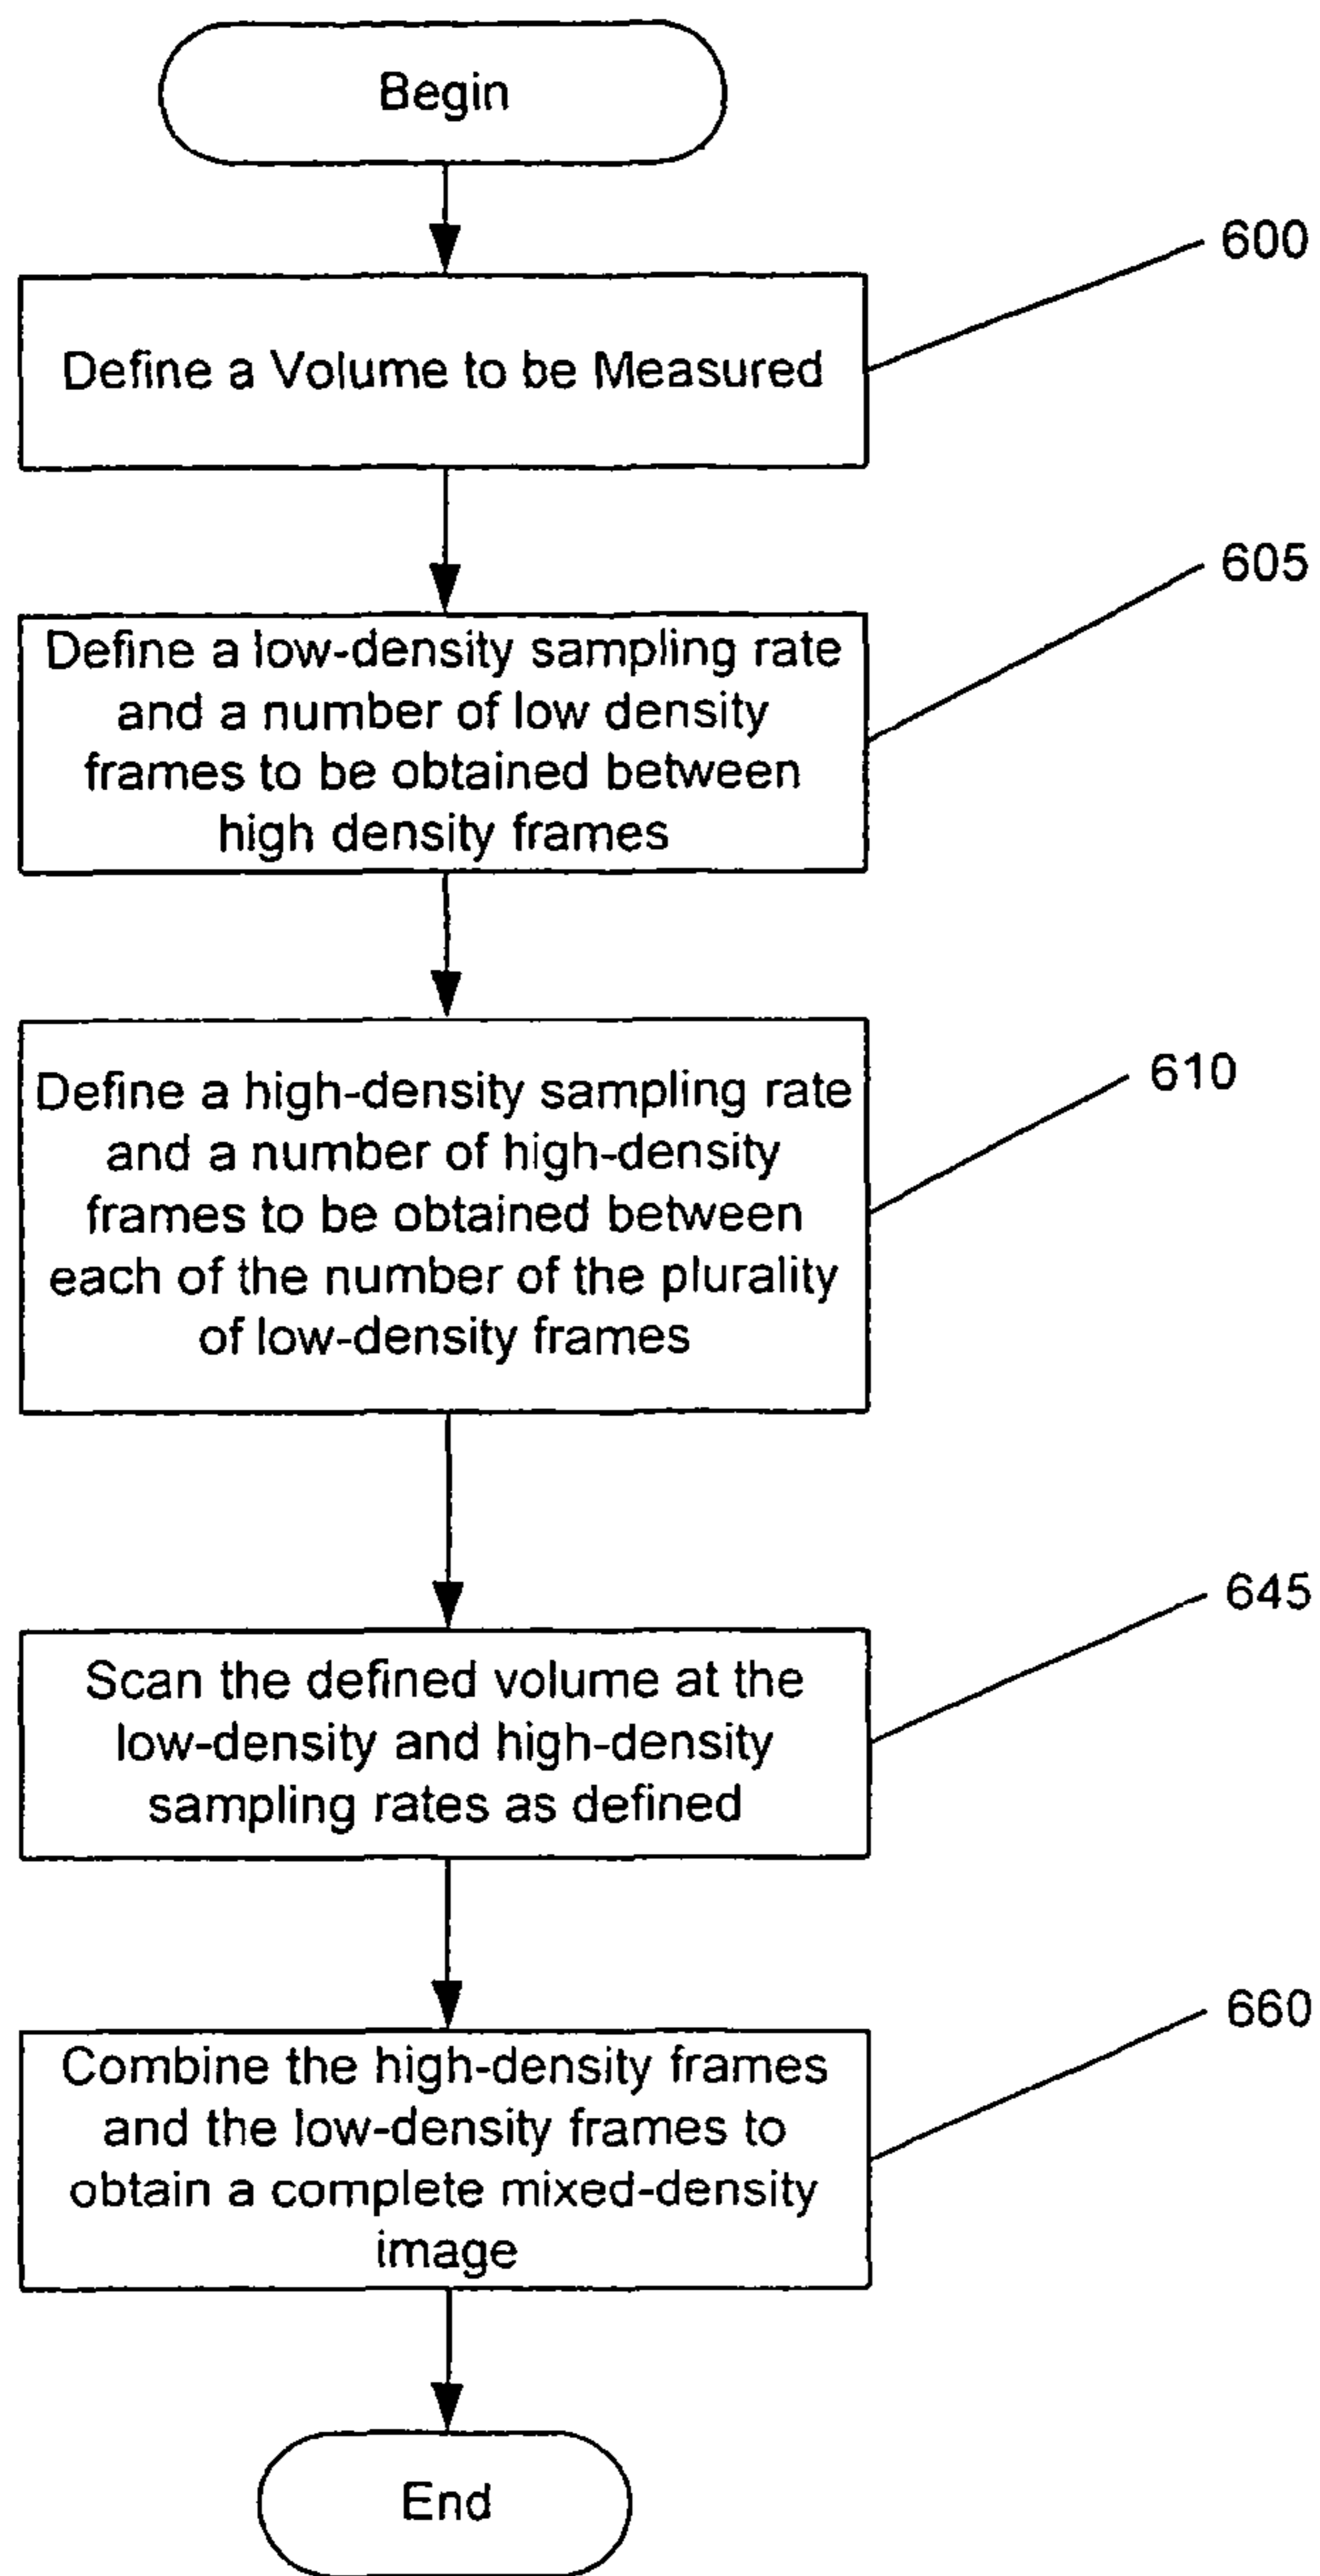 Begin
600
Define a Volume to be Measured
605
Define a low-density sampling rate
and a number of low density
frames to be obtained between
high density frames
610
Define a high-density sampling rate
and a number of high-density
frames to be obtained between
each of the number of the plurality
of low-density frames
645
Scan the defined volume at the
low-density and high-density
sampling rates as defined
660
Combine the high-density frames
and the low-density frames to
obtain a complete mixed-density
image
End